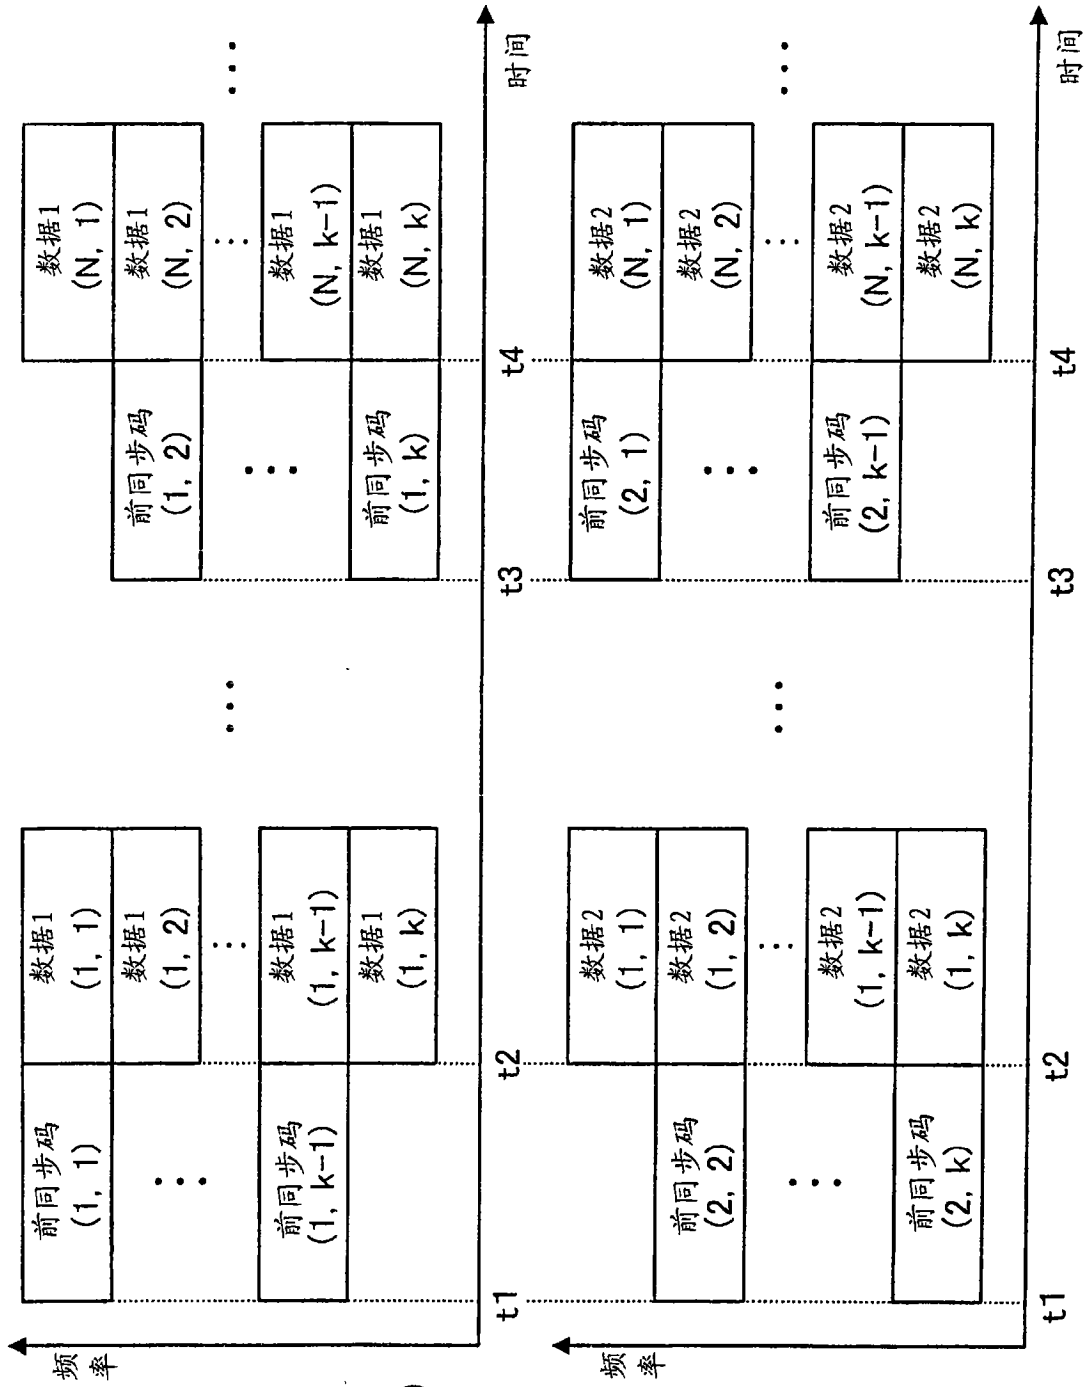 频率
前同步码
(1, 1)
数据1
(1, 1)
数据1
(1, 2)
...
前同步码
(1, k-1)
数据1
(1, k-1)
数据1
(1, k)
...
前同步码
(1, 2)
...
前同步码
(1, k)
数据1
(N, 1)
数据1
(N, 2)
...
数据1
(N, k-1)
数据1
(N, k)
...
t1
t2
t3
t4
时间
频率
数据2
(1, 1)
前同步码
(2, 2)
数据2
(1, 2)
...
数据2
(1, k-1)
前同步码
(2, k)
数据2
(1, k)
...
前同步码
(2, 1)
...
前同步码
(2, k-1)
数据2
(N, 1)
数据2
(N, 2)
...
数据2
(N, k-1)
数据2
(N, k)
...
t1
t2
t3
t4
时间